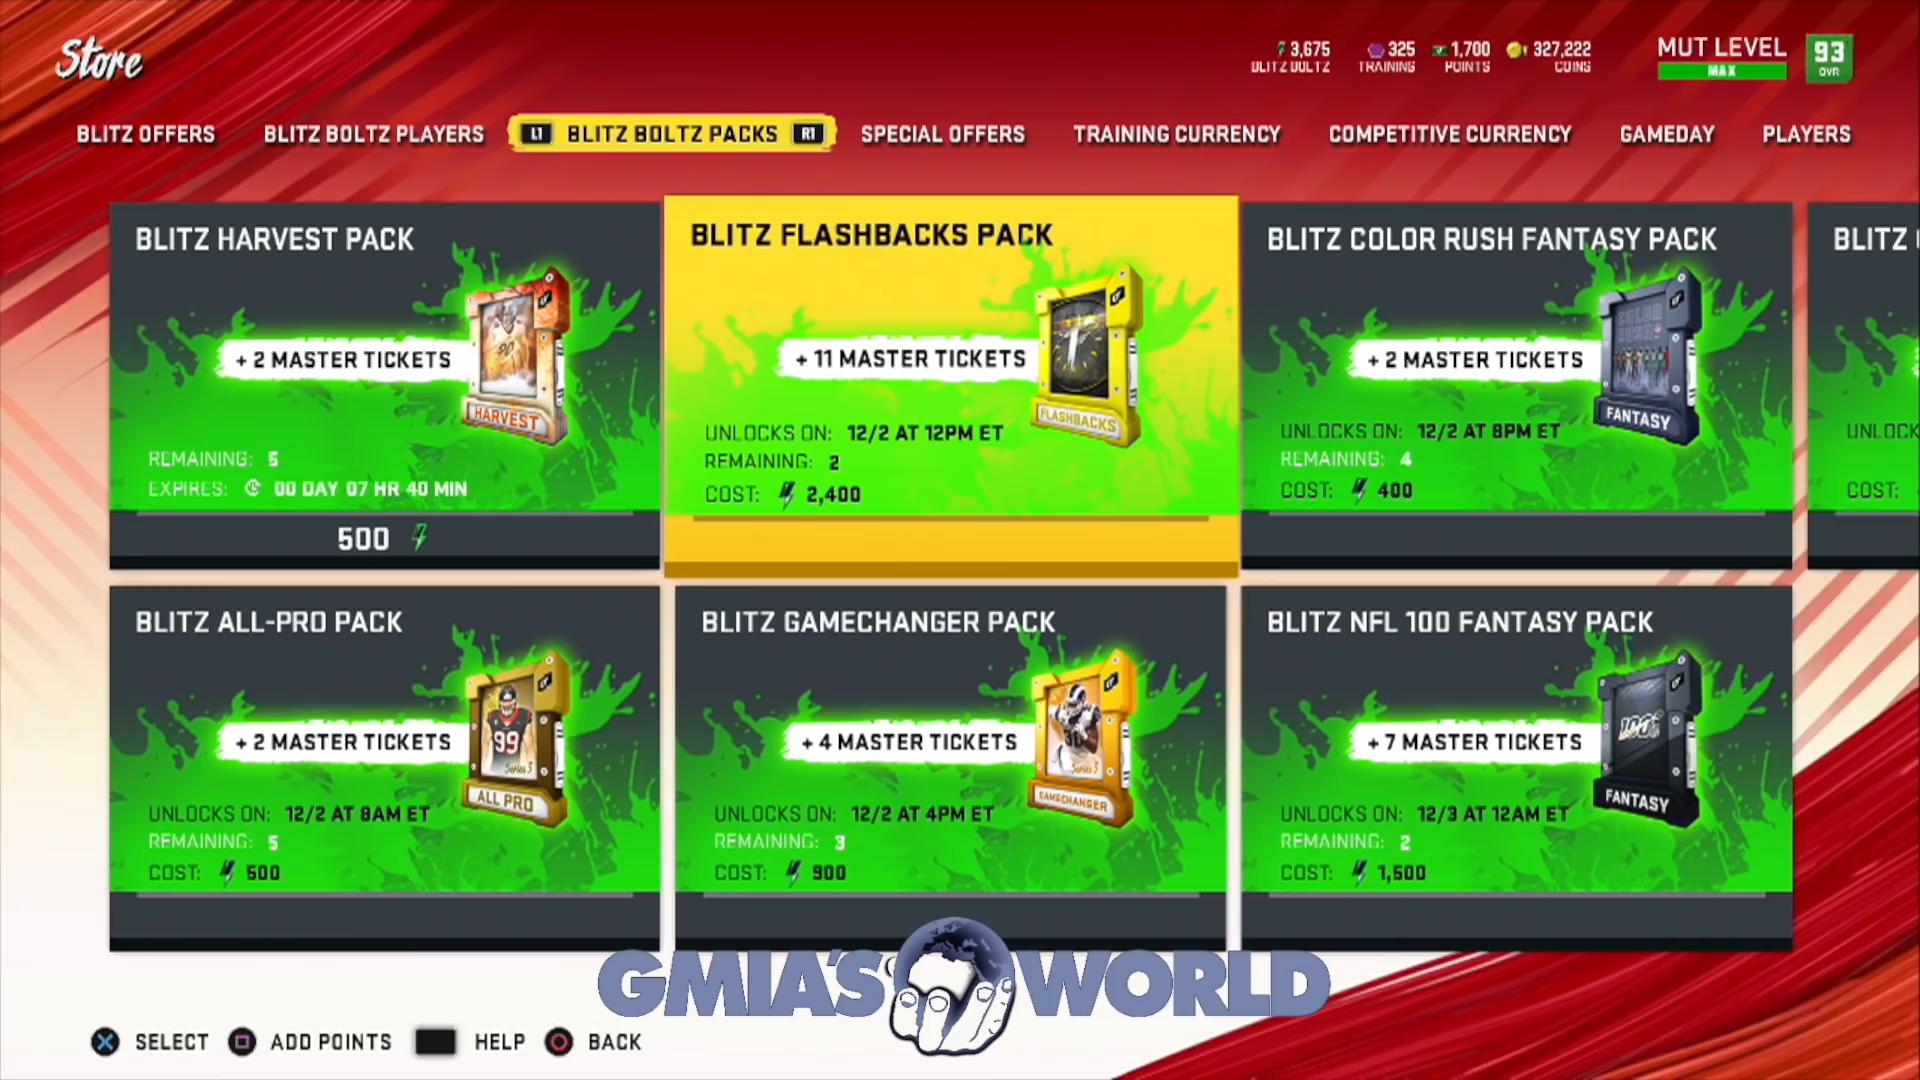 Store
3,675
BLITZ BOLTZ
325
TRAINING
1,700
POINTS
327,222
COINS
MUT LEVEL
MAX
93
OVR
BLITZ OFFERS
BLITZ BOLTZ PLAYERS
L1 BLITZ BOLTZ PACKS R1
SPECIAL OFFERS
TRAINING CURRENCY
COMPETITIVE CURRENCY
GAMEDAY
PLAYERS
BLITZ HARVEST PACK
+ 2 MASTER TICKETS
HARVEST
REMAINING: 5
EXPIRES: 00 DAY 07 HR 40 MIN
500
BLITZ FLASHBACKS PACK
+ 11 MASTER TICKETS
FLASHBACKS
UNLOCKS ON: 12/2 AT 12PM ET
REMAINING: 2
COST: 2,400
BLITZ COLOR RUSH FANTASY PACK
+ 2 MASTER TICKETS
COLOR
RUSH
FANTASY
UNLOCKS ON: 12/2 AT 8PM ET
REMAINING: 4
COST: 400
BLITZ
UNLOCK
COST:
BLITZ ALL-PRO PACK
+ 2 MASTER TICKETS
99
Series 3
ALL PRO
UNLOCKS ON: 12/2 AT 8AM ET
REMAINING: 5
COST: 500
BLITZ GAMECHANGER PACK
+ 4 MASTER TICKETS
30
Series 3
GAMECHANGER
UNLOCKS ON: 12/2 AT 4PM ET
REMAINING: 3
COST: 900
BLITZ NFL 100 FANTASY PACK
+ 7 MASTER TICKETS
100
FANTASY
UNLOCKS ON: 12/3 AT 12AM ET
REMAINING: 2
COST: 1,500
GMIA'S WORLD
SELECT
ADD POINTS
HELP
BACK